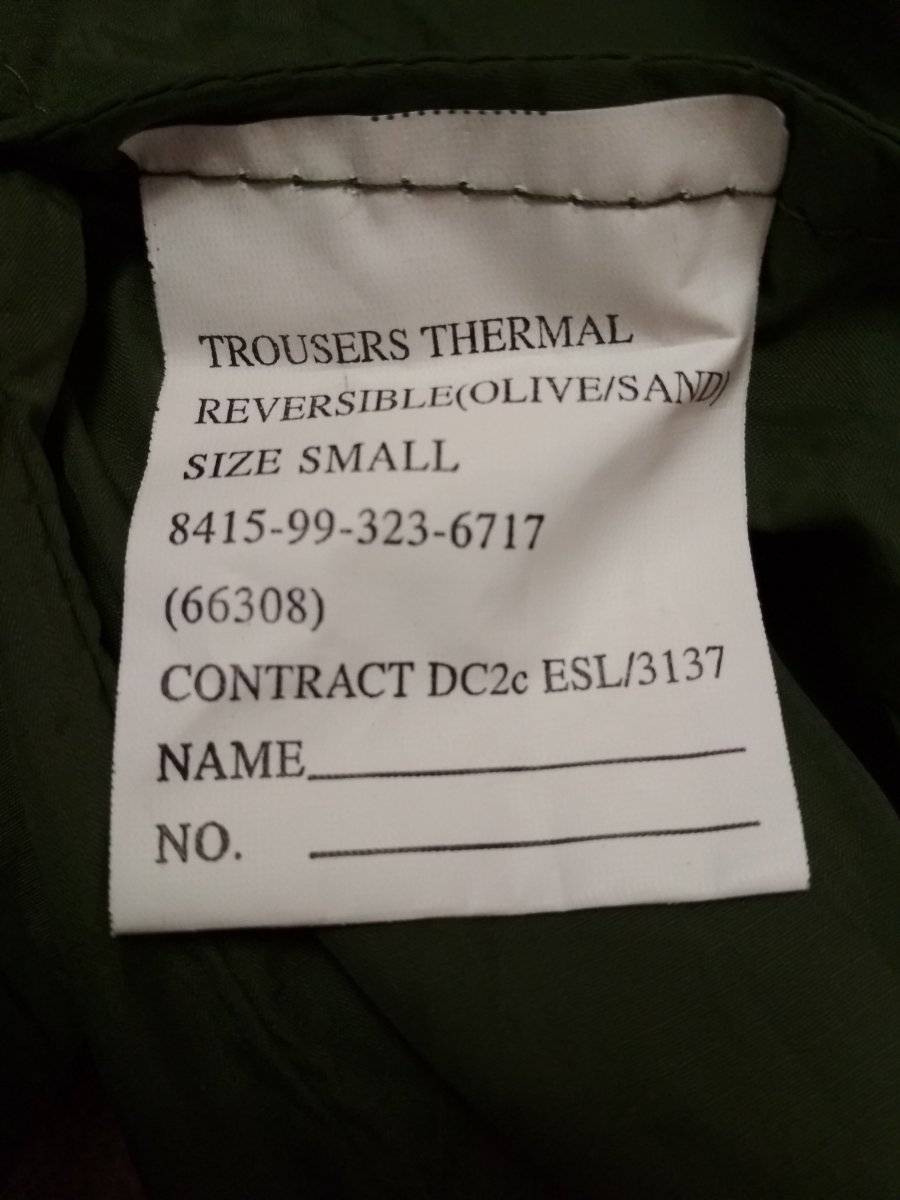 TROUSERS THERMAL
REVERSIBLE(OLIVE/SAND)
SIZE SMALL
8415-99-323-6717
(66308)
CONTRACT DC2c ESL/3137
NAME
NO.